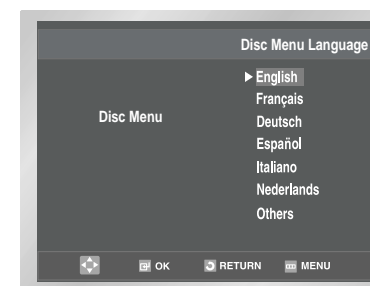 Disc Menu Language
English
Français
Disc Menu
Deutsch
Español
Italiano
Nederlands
Others
OK RETURN MENU